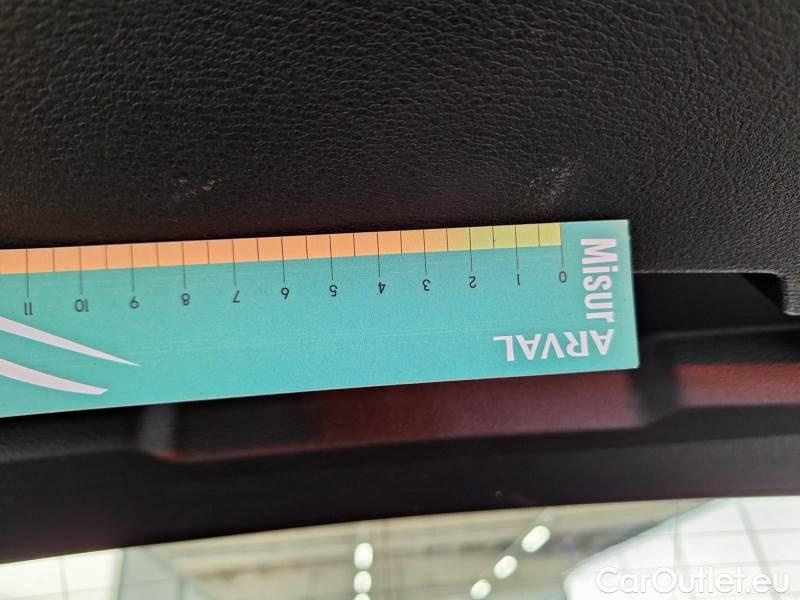 Misur
ARVAL
0 1 2 3 4 5 6 7 8 9 10 11
CarOutlet.eu